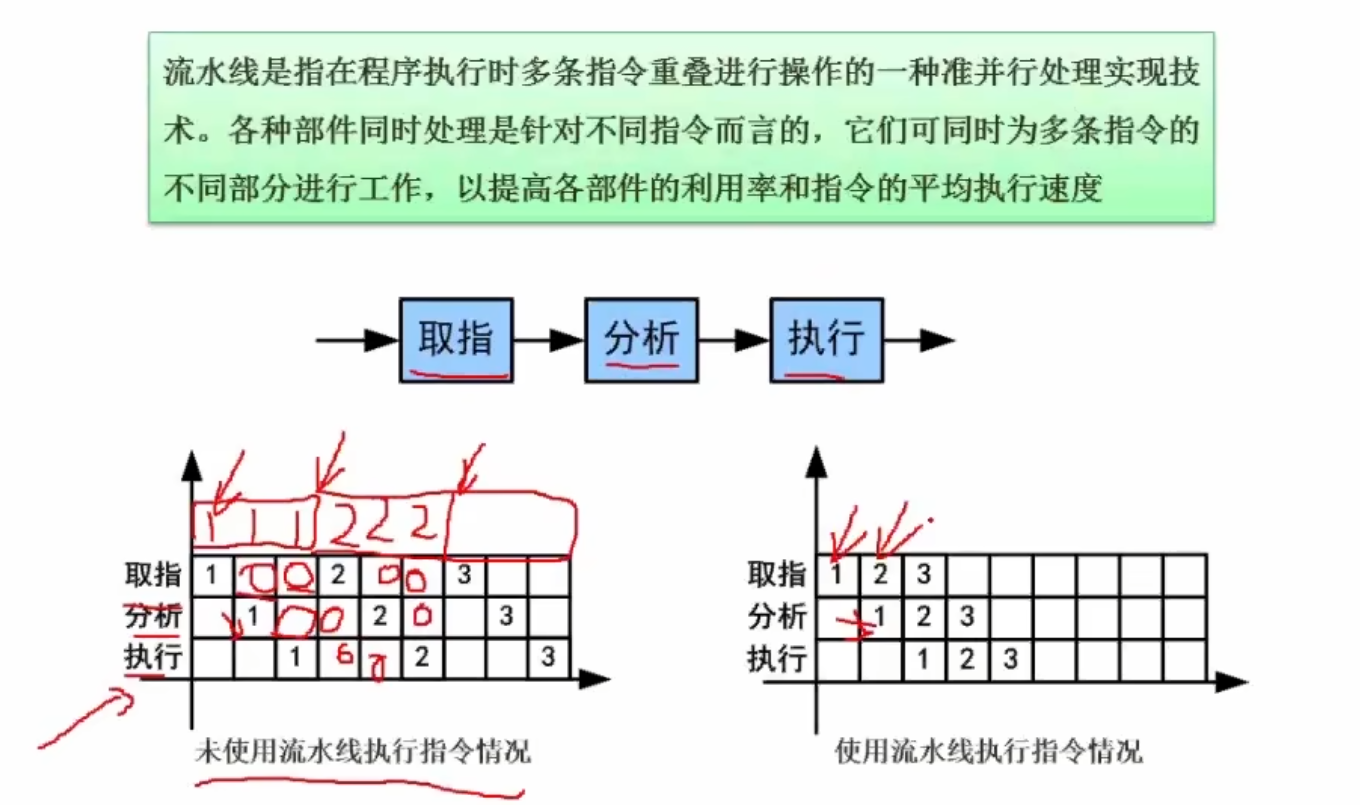 流水线是指在程序执行时多条指令重叠进行操作的一种准并行处理实现技
术。各种部件同时处理是针对不同指令而言的，它们可同时为多条指令的
不同部分进行工作，以提高各部件的利用率和指令的平均执行速度
取指 分析 执行
1 1 1 2 2 2
取指 1 0 0 2 0 0 3
分析 1 0 0 2 0 3
执行 1 2 3
未使用流水线执行指令情况
取指 1 2 3
分析 1 2 3
执行 1 2 3
使用流水线执行指令情况